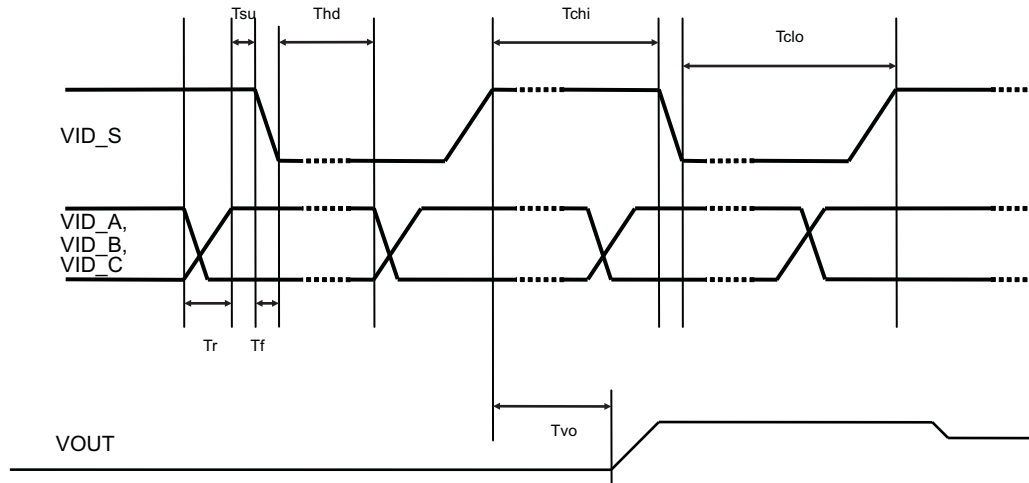 Tsu
Thd
Tchi
Tclo
VID_S
VID_A,
VID_B,
VID_C
Tr
Tf
Tvo
VOUT